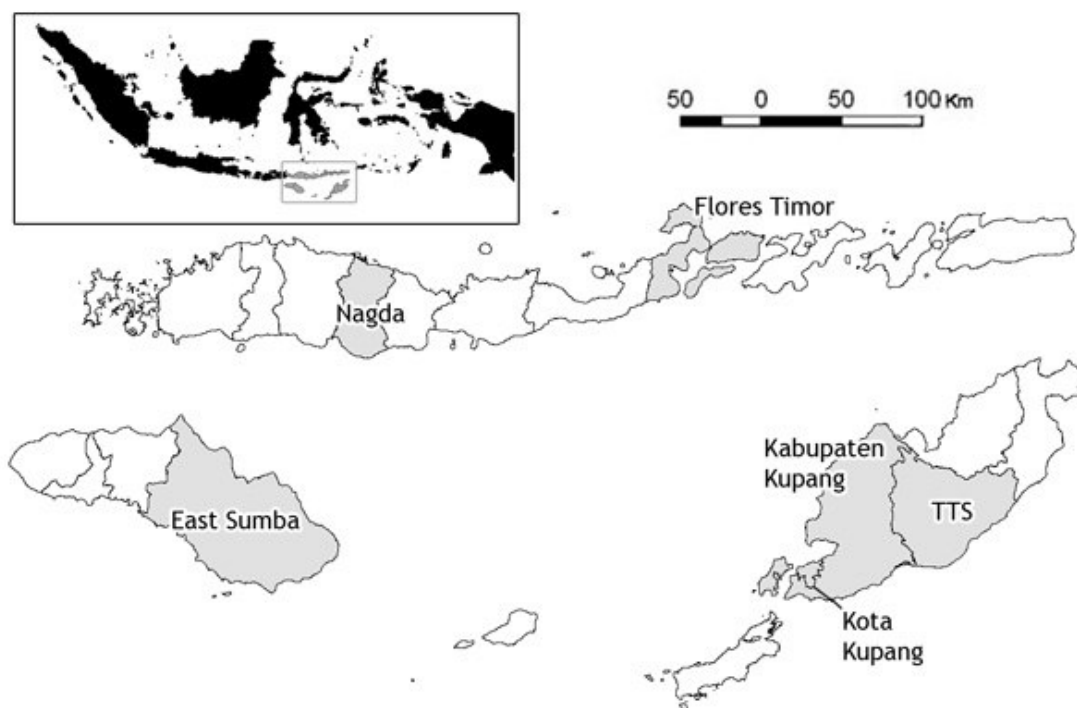 50 0 50 100 Km
Flores Timor
Nagda
Kabupaten
Kupang
TTS
East Sumba
Kota
Kupang